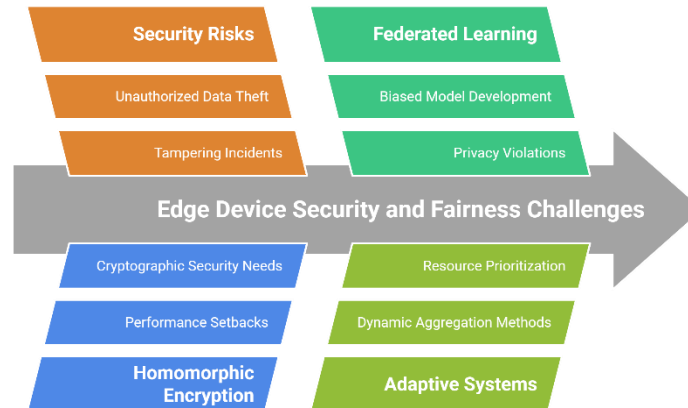 Security Risks
Federated Learning
Unauthorized Data Theft
Biased Model Development
Tampering Incidents
Privacy Violations
Edge Device Security and Fairness Challenges
Cryptographic Security Needs
Resource Prioritization
Performance Setbacks
Dynamic Aggregation Methods
Homomorphic
Encryption
Adaptive Systems